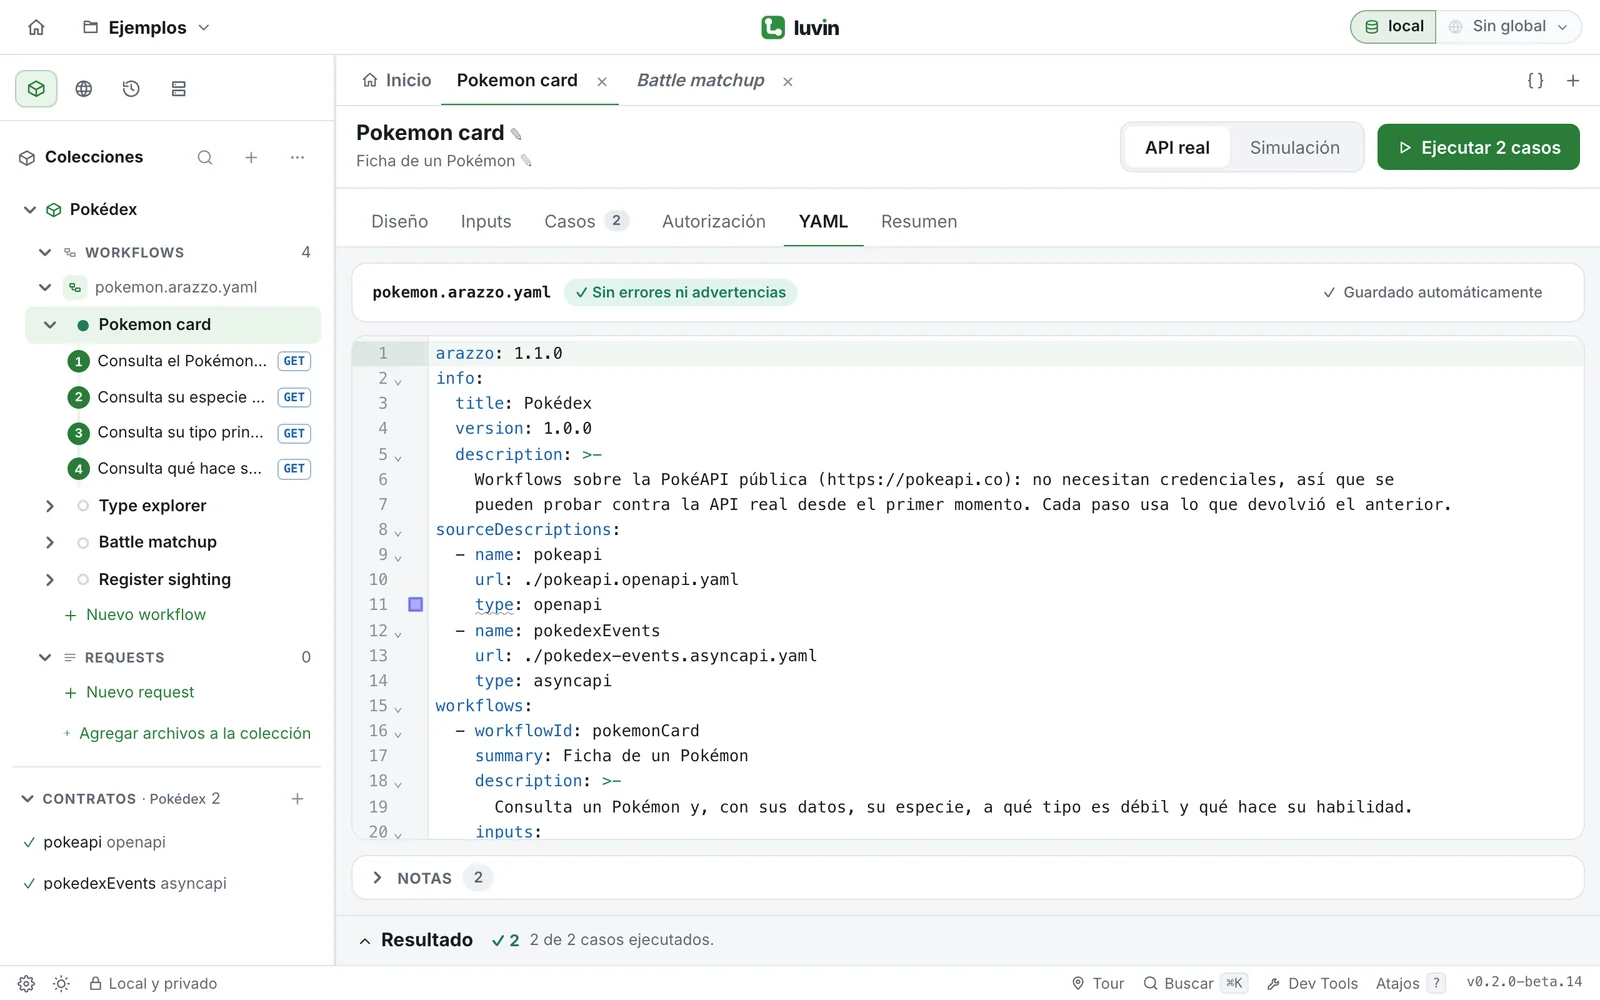 Ejemplos
luvin
local
Sin global
Inicio
Pokemon card
Battle matchup
{ }
Colecciones
Pokédex
WORKFLOWS 4
pokemon.arazzo.yaml
Pokemon card
1 Consulta el Pokémon... GET
2 Consulta su especie ... GET
3 Consulta su tipo prin... GET
4 Consulta qué hace s... GET
Type explorer
Battle matchup
Register sighting
+ Nuevo workflow
REQUESTS 0
+ Nuevo request
+ Agregar archivos a la colección
CONTRATOS · Pokédex 2
pokeapi openapi
pokedexEvents asyncapi
Pokemon card
Ficha de un Pokémon
API real
Simulación
Ejecutar 2 casos
Diseño
Inputs
Casos 2
Autorización
YAML
Resumen
pokemon.arazzo.yaml
✓ Sin errores ni advertencias
✓ Guardado automáticamente
1 arazzo: 1.1.0
2 info:
3 title: Pokédex
4 version: 1.0.0
5 description: >-
6 Workflows sobre la PokéAPI pública (https://pokeapi.co): no necesitan credenciales, así que se
7 pueden probar contra la API real desde el primer momento. Cada paso usa lo que devolvió el anterior.
8 sourceDescriptions:
9 - name: pokeapi
10 url: ./pokeapi.openapi.yaml
11 type: openapi
12 - name: pokedexEvents
13 url: ./pokedex-events.asyncapi.yaml
14 type: asyncapi
15 workflows:
16 - workflowId: pokemonCard
17 summary: Ficha de un Pokémon
18 description: >-
19 Consulta un Pokémon y, con sus datos, su especie, a qué tipo es débil y qué hace su habilidad.
20 inputs:
NOTAS 2
Resultado ✓ 2 2 de 2 casos ejecutados.
Local y privado
Tour
Buscar ⌘K
Dev Tools
Atajos ?
v0.2.0-beta.14